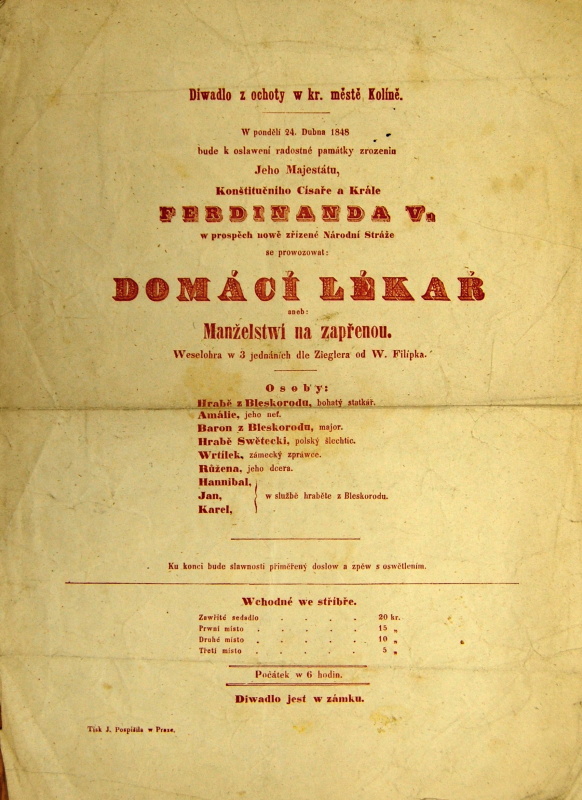 Diwadlo z ochoty w kr. městě Kolíně.
W pondělí 24. Dubna 1848
bude k oslawení radostné památky zrozenín
Jeho Majestátu,
Konštitučního Císaře a Krále
FERDINANDA V.
w prospěch nowě zřízené Národní Stráže
se prowozowat:
DOMÁCÍ LÉKAŘ
aneb:
Manželstwí na zapřenou.
Weselohra w 3 jednáních dle Zieglera od W. Filípka.
Osoby:
Hrabě z Bleskorodu, bohatý statkář.
Amálie, jeho neť.
Baron z Bleskorodu, major.
Hrabě Swětecki, polský šlechtic.
Wrtílek, zámecký zpráwce.
Růžena, jeho dcera.
Hannibal,
Jan,
Karel,
w službě hraběte z Bleskorodu.
Ku konci bude slawnosti přiměřený doslow a zpěw s oswětlením.
Wchodné we stříbře.
Zawřité sedadlo . . . . 20 kr.
Prwní místo . . . . . 15 „
Druhé místo . . . . . 10 „
Třetí místo . . . . . 5 „
Počátek w 6 hodin.
Diwadlo jest w zámku.
Tisk J. Pospíšila w Praze.